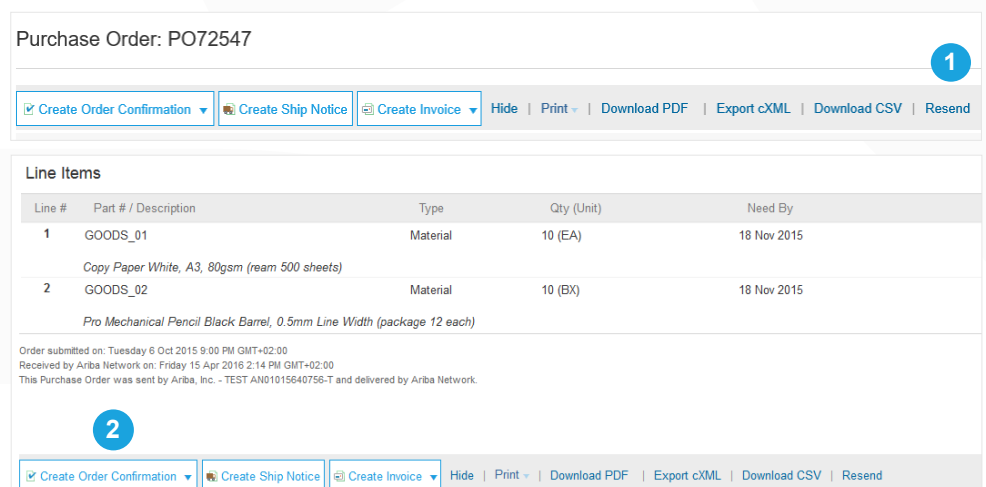 Purchase Order: PO72547
1
Create Order Confirmation Create Ship Notice Create Invoice Hide | Print | Download PDF | Export cXML | Download CSV | Resend
Line Items
Line # Part # / Description Type Qty (Unit) Need By
1 GOODS_01 Material 10 (EA) 18 Nov 2015
Copy Paper White, A3, 80gsm (ream 500 sheets)
2 GOODS_02 Material 10 (BX) 18 Nov 2015
Pro Mechanical Pencil Black Barrel, 0.5mm Line Width (package 12 each)
Order submitted on: Tuesday 6 Oct 2015 9:00 PM GMT+02:00
Received by Ariba Network on: Friday 15 Apr 2016 2:14 PM GMT+02:00
This Purchase Order was sent by Ariba, Inc. - TEST AN01015640756-T and delivered by Ariba Network.
2
Create Order Confirmation Create Ship Notice Create Invoice Hide | Print | Download PDF | Export cXML | Download CSV | Resend